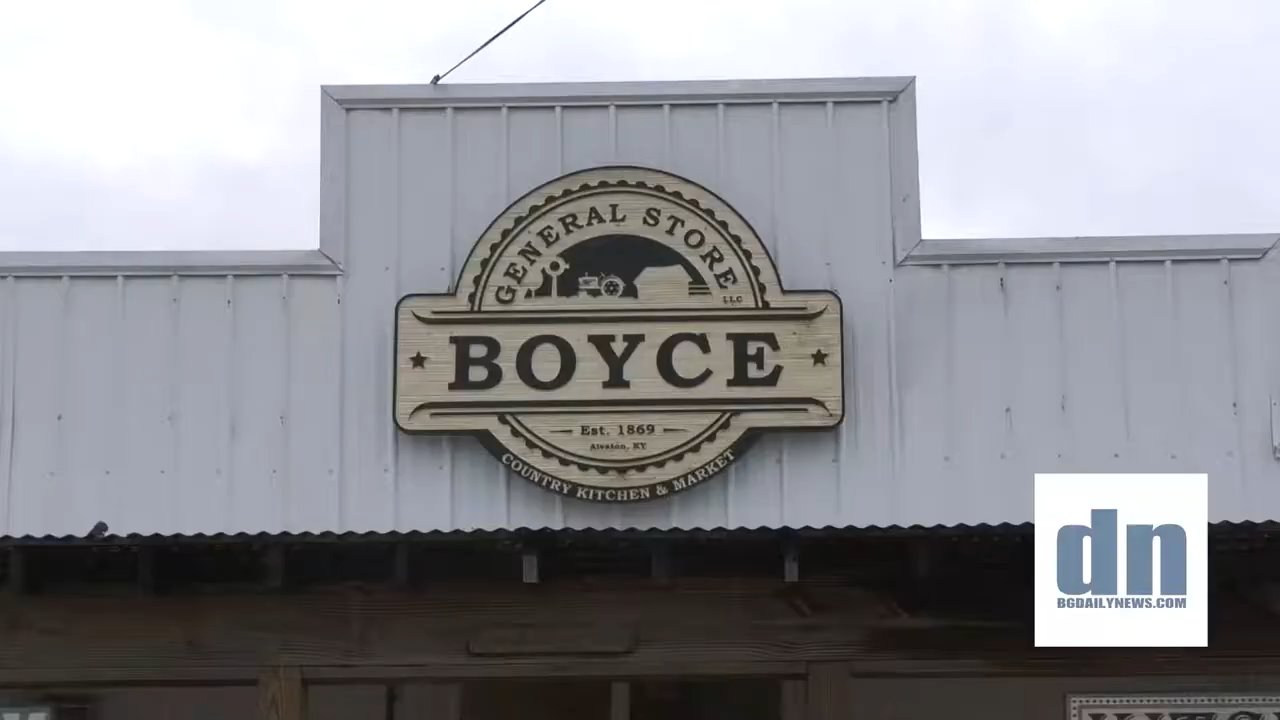 GENERAL STORE
LLC
BOYCE
Est. 1869
Alvaton, KY
COUNTRY KITCHEN & MARKET
dn
BGDAILYNEWS.COM